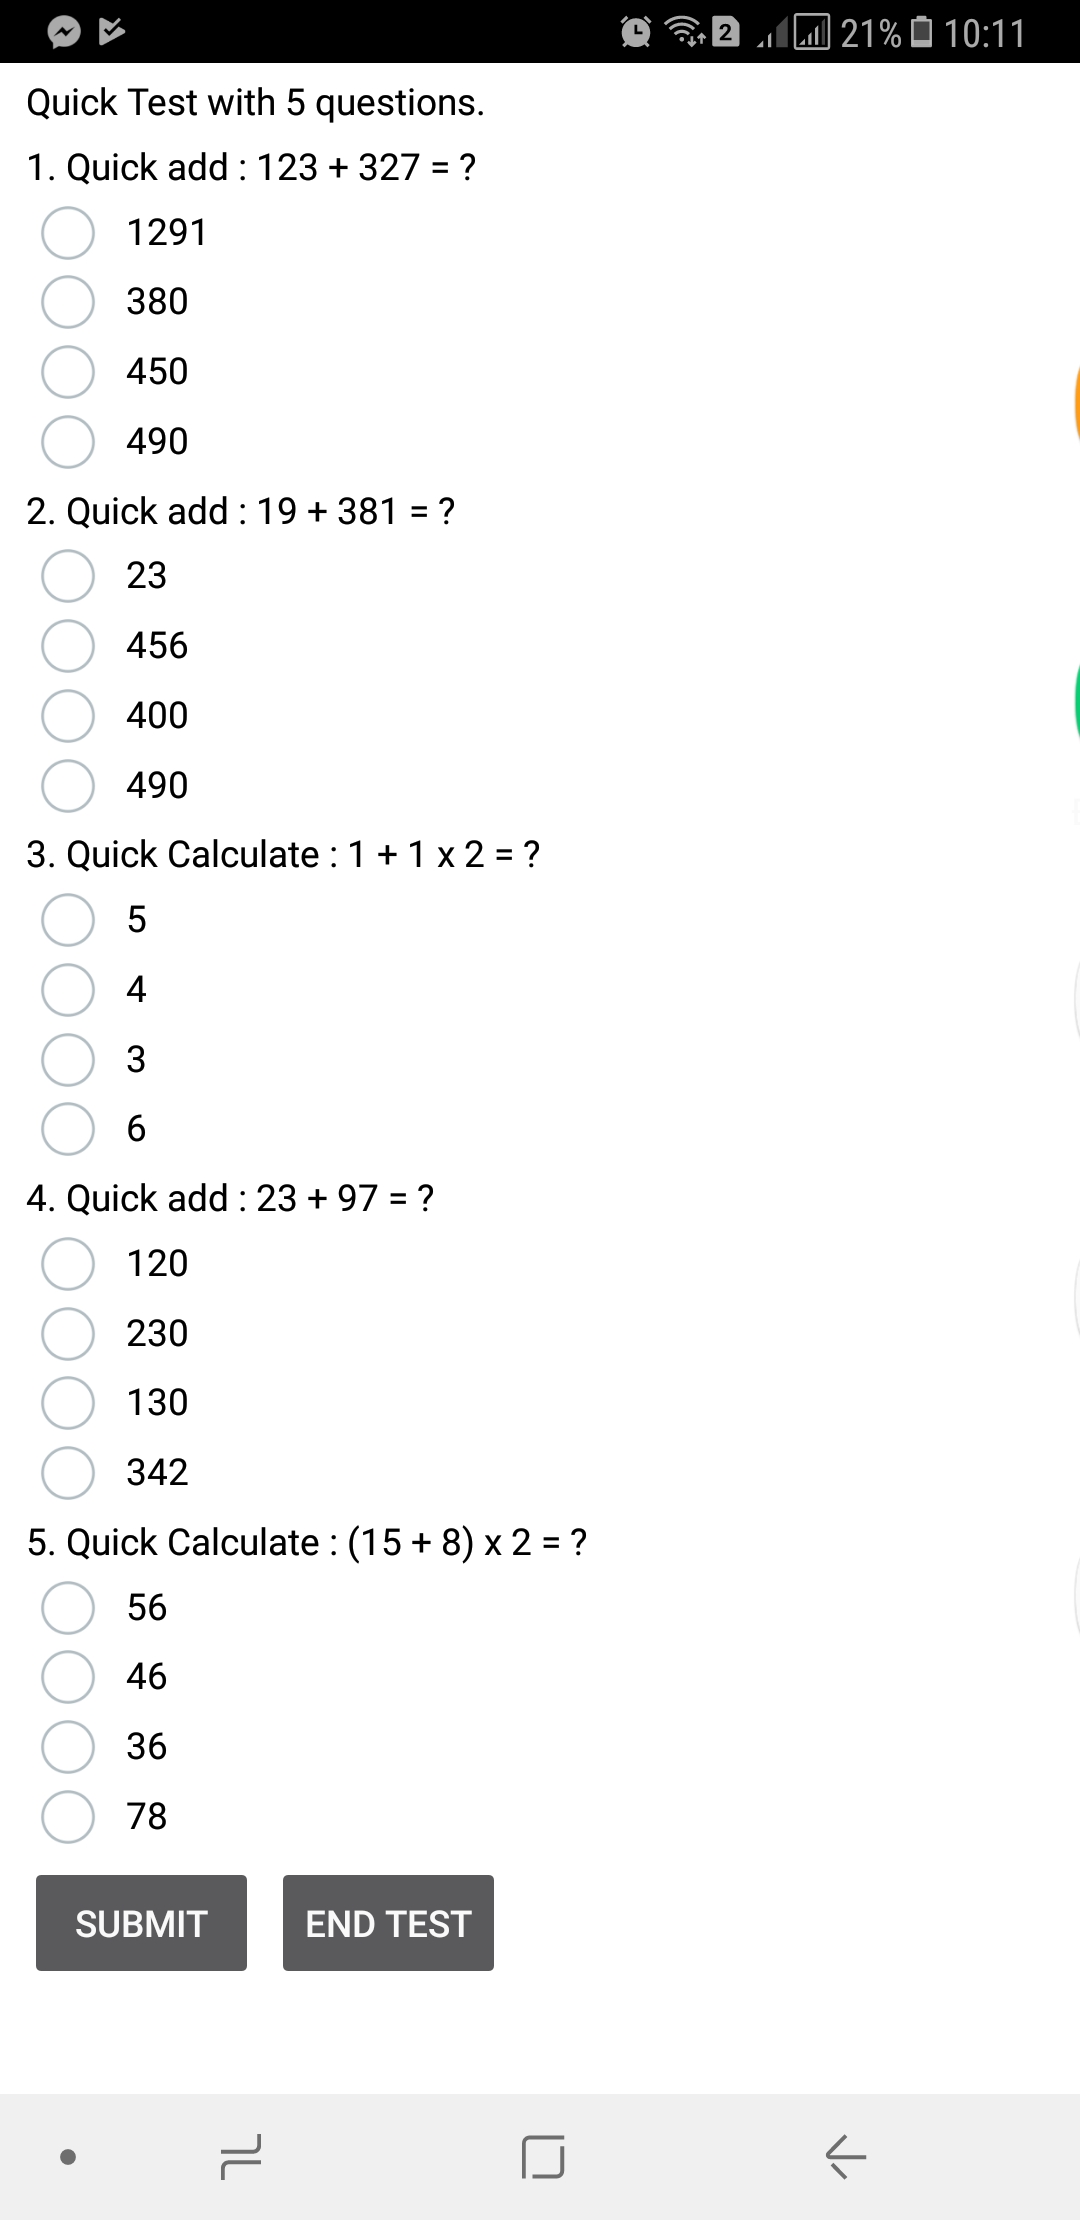 2 21% 10:11
Quick Test with 5 questions.
1. Quick add : 123 + 327 = ?
1291
380
450
490
2. Quick add : 19 + 381 = ?
23
456
400
490
3. Quick Calculate : 1 + 1 x 2 = ?
5
4
3
6
4. Quick add : 23 + 97 = ?
120
230
130
342
5. Quick Calculate : (15 + 8) x 2 = ?
56
46
36
78
SUBMIT END TEST